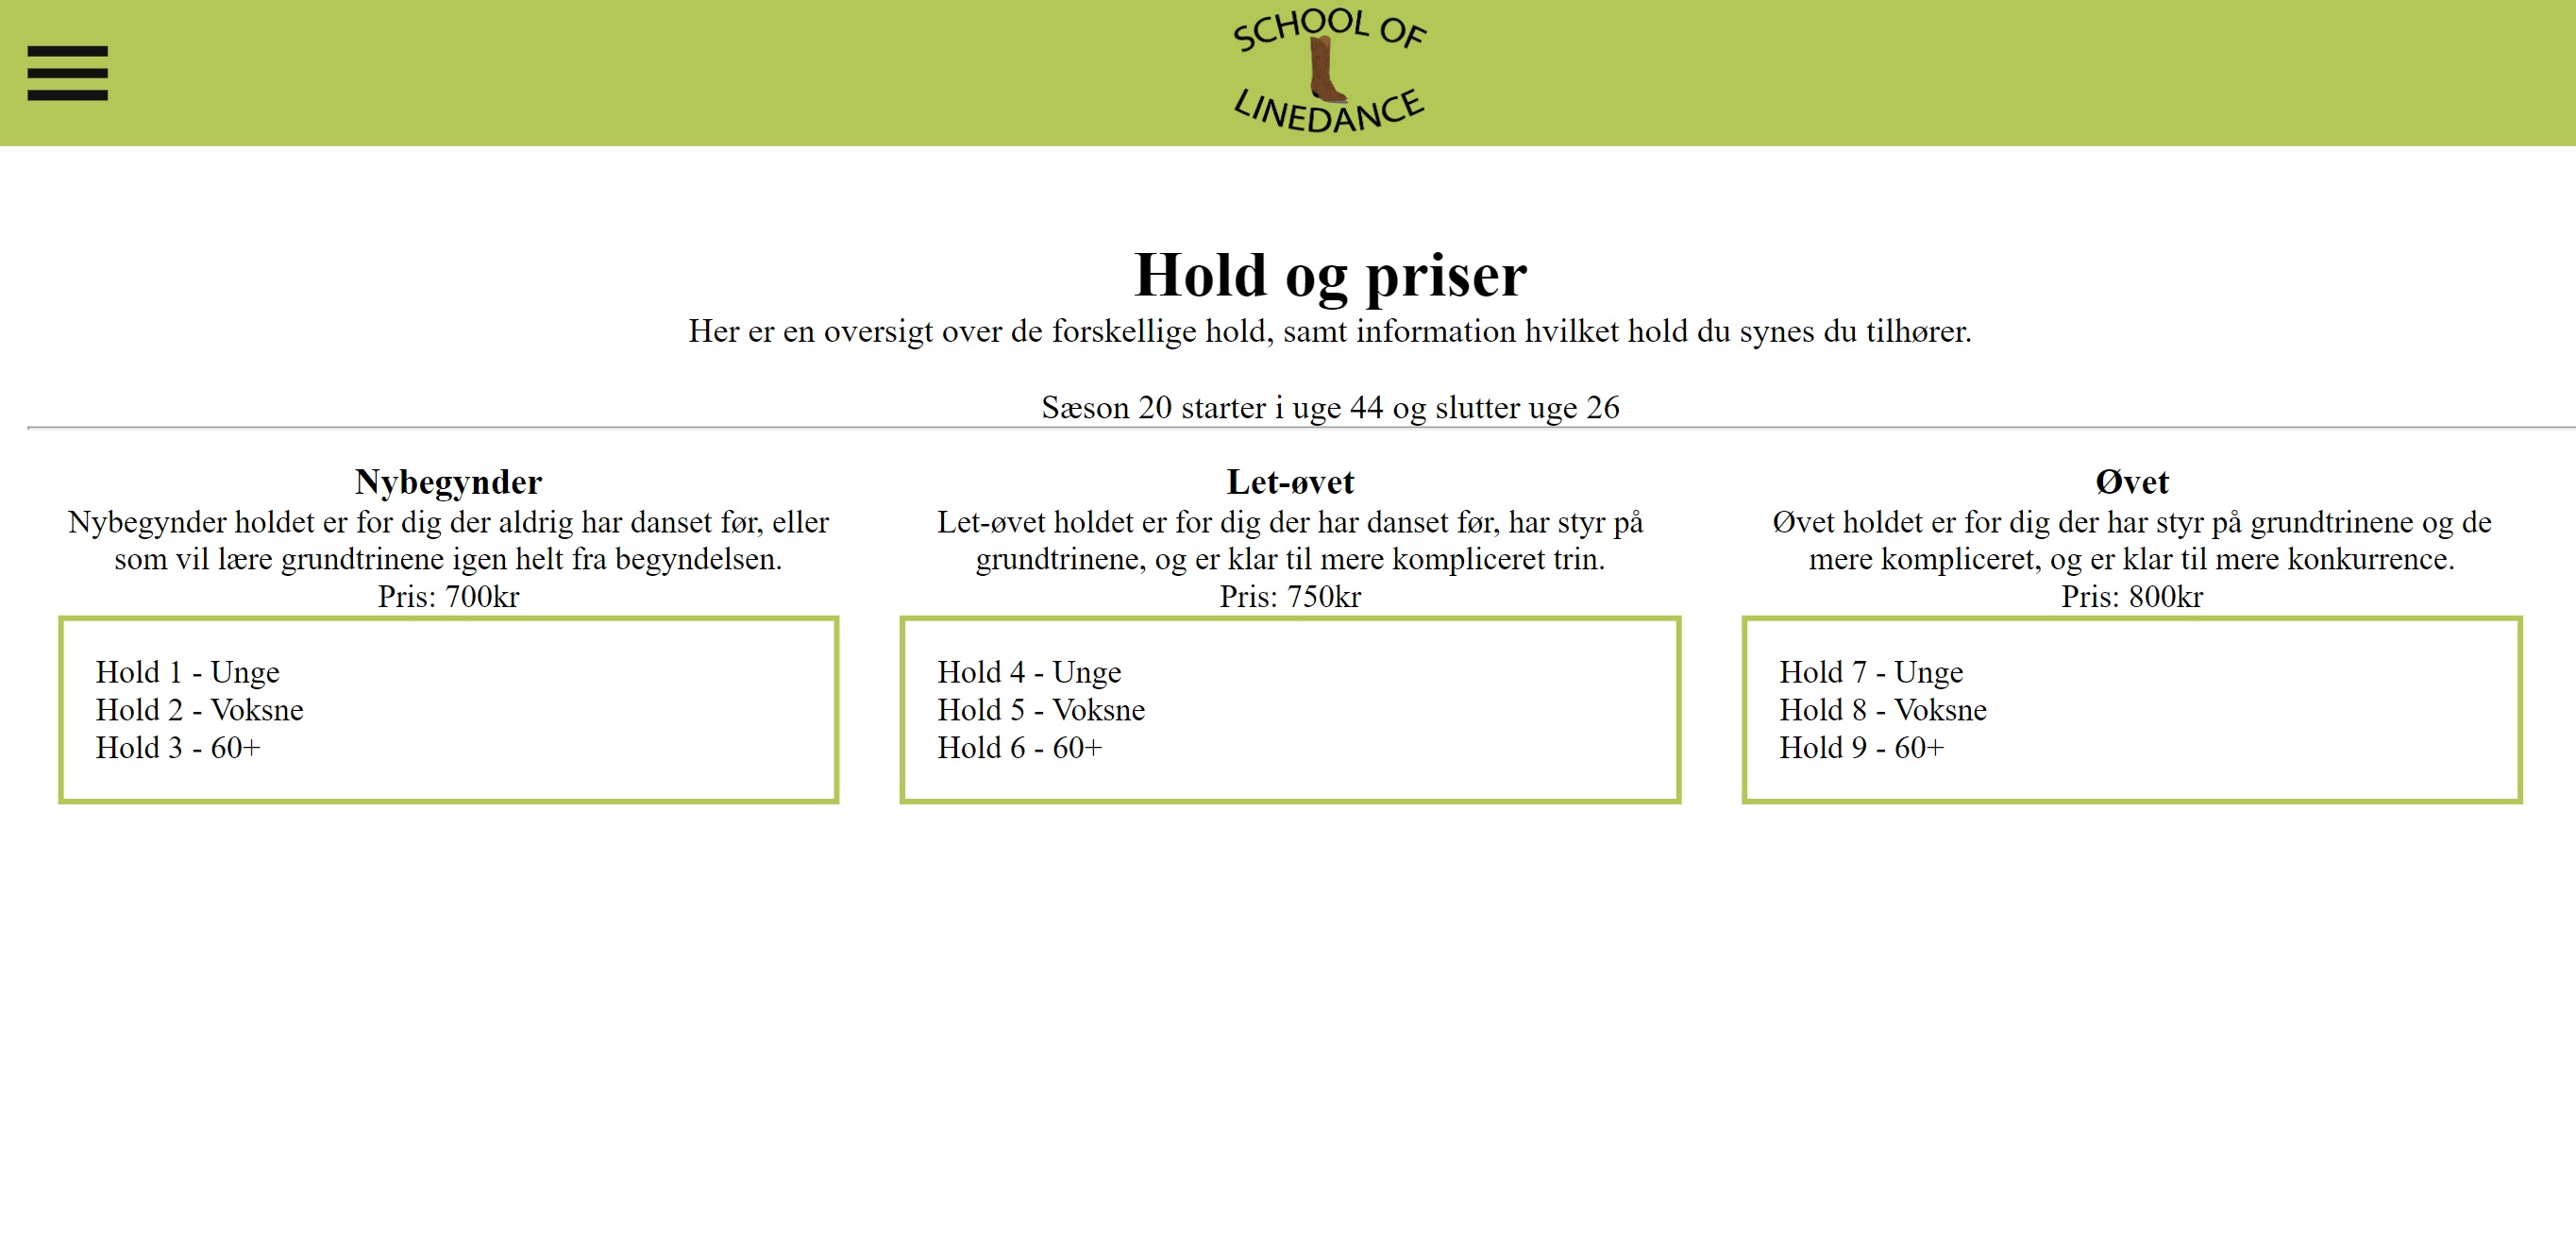 SCHOOL OF
LINEDANCE
Hold og priser
Her er en oversigt over de forskellige hold, samt information hvilket hold du synes du tilhører.
Sæson 20 starter i uge 44 og slutter uge 26
Nybegynder
Nybegynder holdet er for dig der aldrig har danset før, eller
som vil lære grundtrinene igen helt fra begyndelsen.
Pris: 700kr
Hold 1 - Unge
Hold 2 - Voksne
Hold 3 - 60+
Let-øvet
Let-øvet holdet er for dig der har danset før, har styr på
grundtrinene, og er klar til mere kompliceret trin.
Pris: 750kr
Hold 4 - Unge
Hold 5 - Voksne
Hold 6 - 60+
Øvet
Øvet holdet er for dig der har styr på grundtrinene og de
mere kompliceret, og er klar til mere konkurrence.
Pris: 800kr
Hold 7 - Unge
Hold 8 - Voksne
Hold 9 - 60+